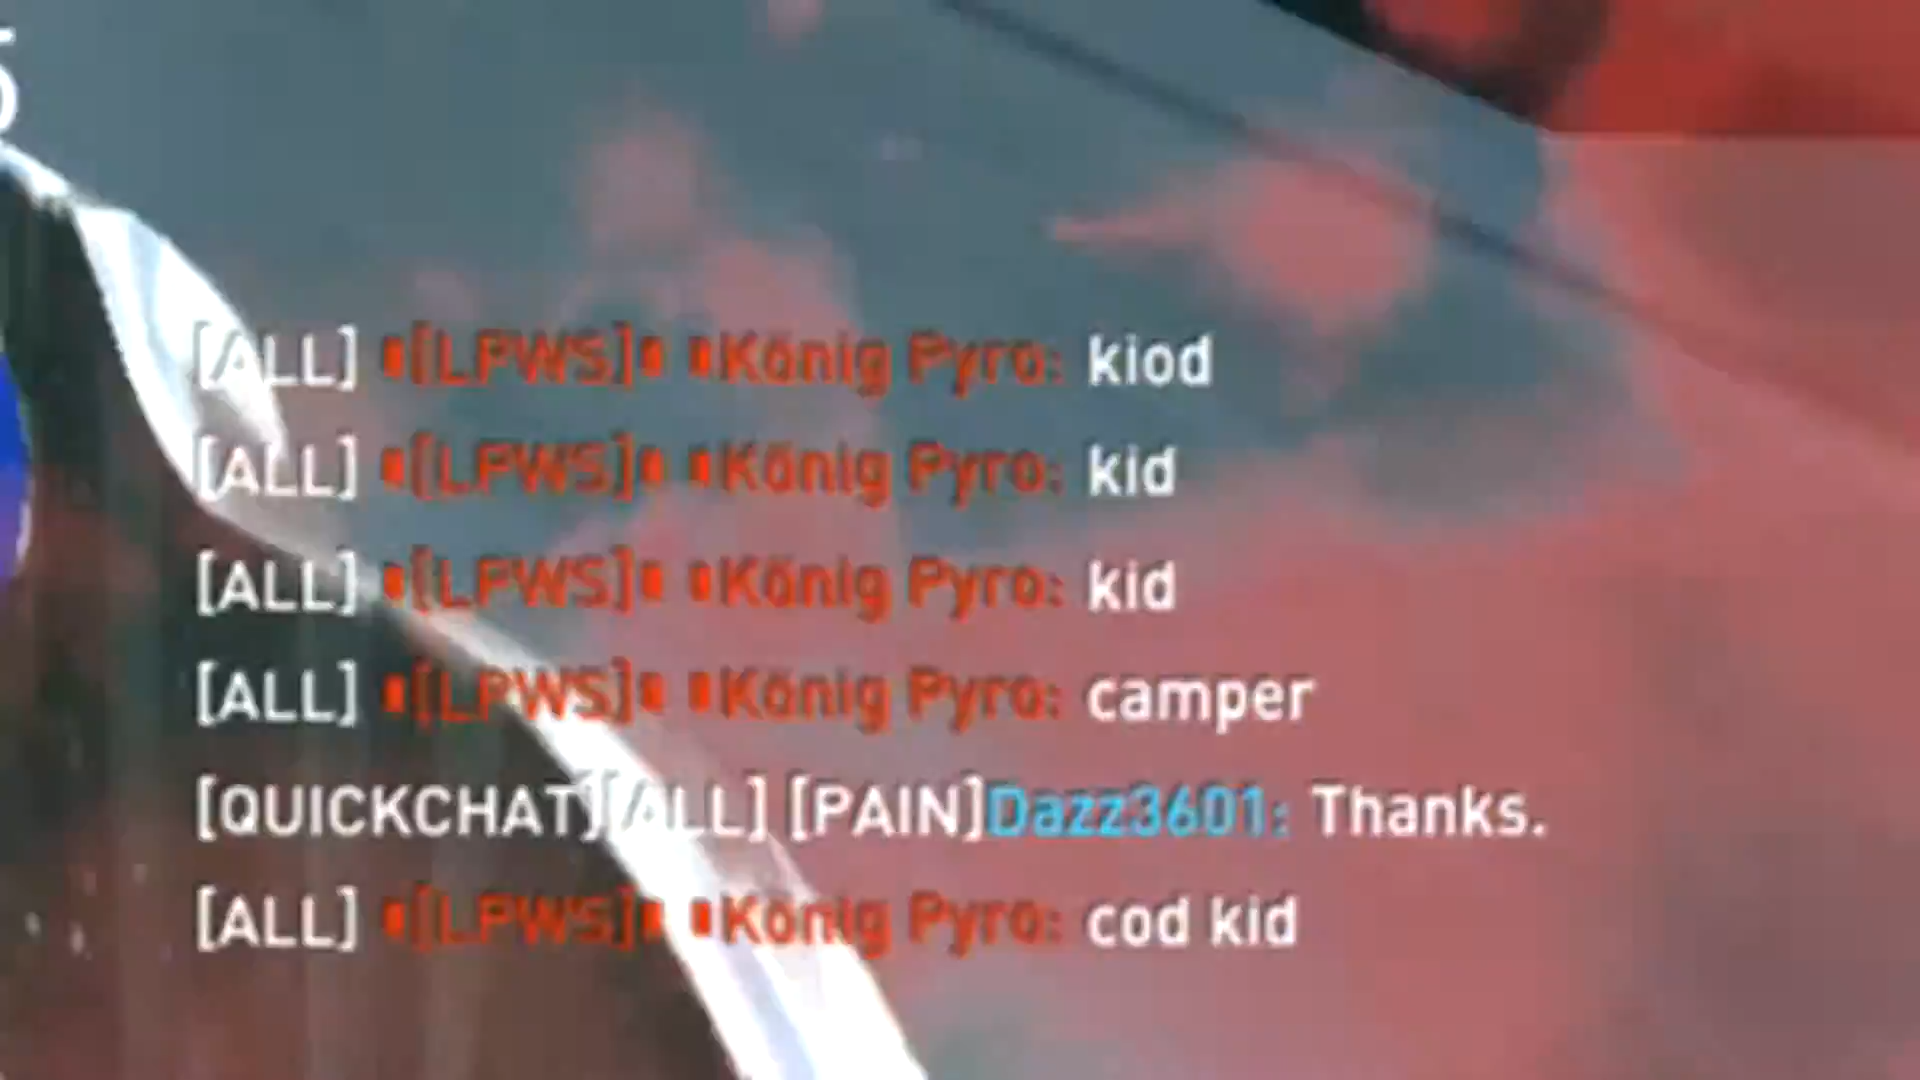 [ALL] ▮[LPWS]▮ ▮König Pyro: kiod
[ALL] ▮[LPWS]▮ ▮König Pyro: kid
[ALL] ▮[LPWS]▮ ▮König Pyro: kid
[ALL] ▮[LPWS]▮ ▮König Pyro: camper
[QUICKCHAT][ALL] [PAIN]Dazz3601: Thanks.
[ALL] ▮[LPWS]▮ ▮König Pyro: cod kid